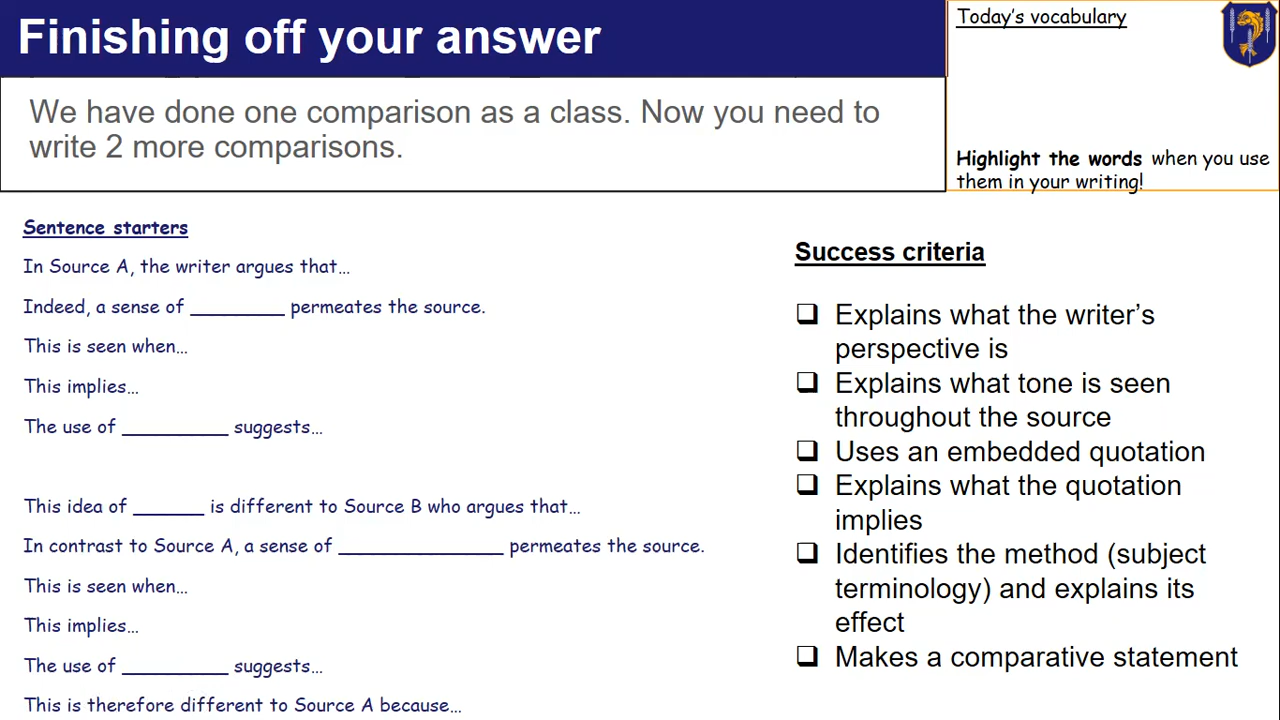 Finishing off your answer
We have done one comparison as a class. Now you need to
write 2 more comparisons.
Today's vocabulary
Highlight the words when you use
them in your writing!
Sentence starters
In Source A, the writer argues that…
Indeed, a sense of ________ permeates the source.
This is seen when…
This implies…
The use of _________ suggests…
This idea of ______ is different to Source B who argues that…
In contrast to Source A, a sense of ______________ permeates the source.
This is seen when…
This implies…
The use of _________ suggests…
This is therefore different to Source A because…
Success criteria
❑ Explains what the writer's
perspective is
❑ Explains what tone is seen
throughout the source
❑ Uses an embedded quotation
❑ Explains what the quotation
implies
❑ Identifies the method (subject
terminology) and explains its
effect
❑ Makes a comparative statement